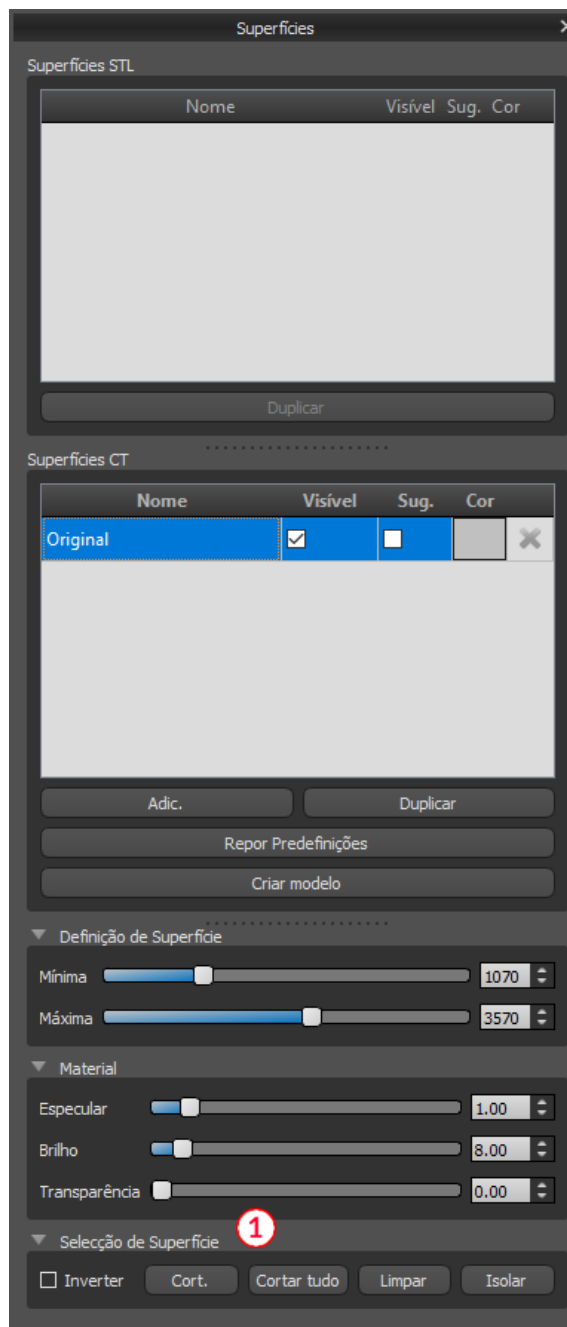 Superfícies
Superfícies STL
Nome Visível Sug. Cor
Duplicar
Superfícies CT
Nome Visível Sug. Cor
Original
Adic. Duplicar
Repor Predefinições
Criar modelo
Definição de Superfície
Mínima 1070
Máxima 3570
Material
Especular 1.00
Brilho 8.00
Transparência 0.00
1
Selecção de Superfície
Inverter Cort. Cortar tudo Limpar Isolar